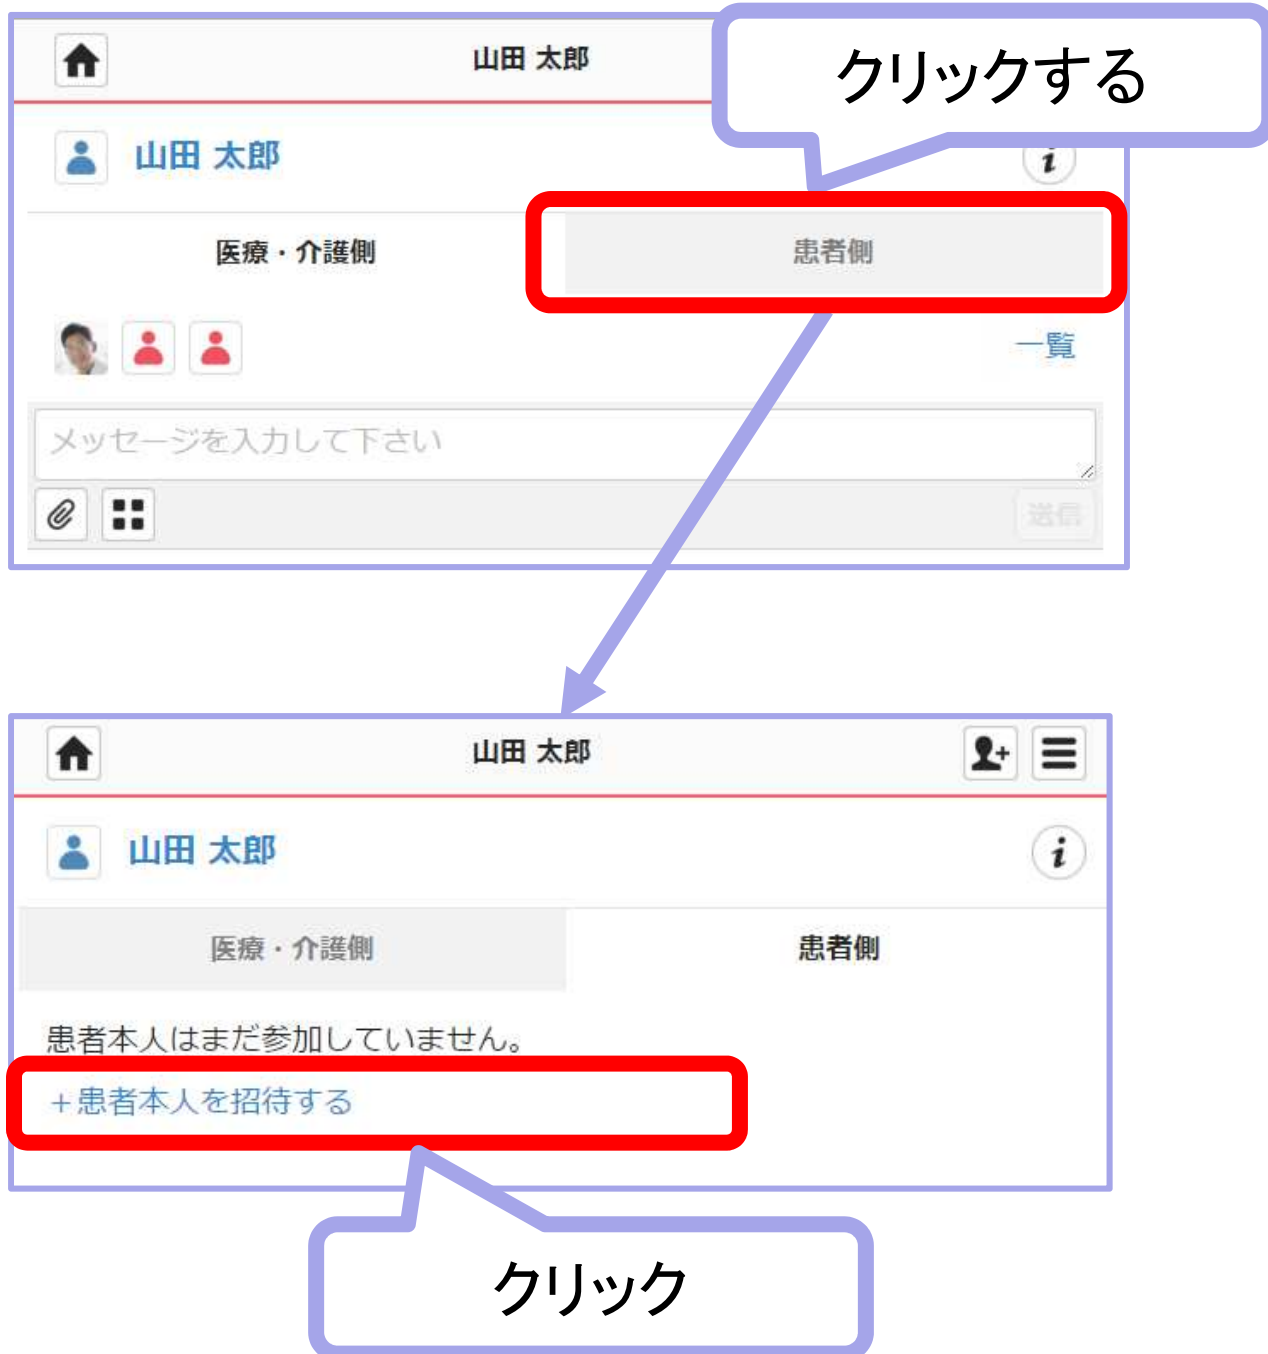 山田 太郎
クリックする
山田 太郎
i
医療・介護側
患者側
一覧
メッセージを入力して下さい
送信
山田 太郎
山田 太郎
i
医療・介護側
患者側
患者本人はまだ参加していません。
+患者本人を招待する
クリック